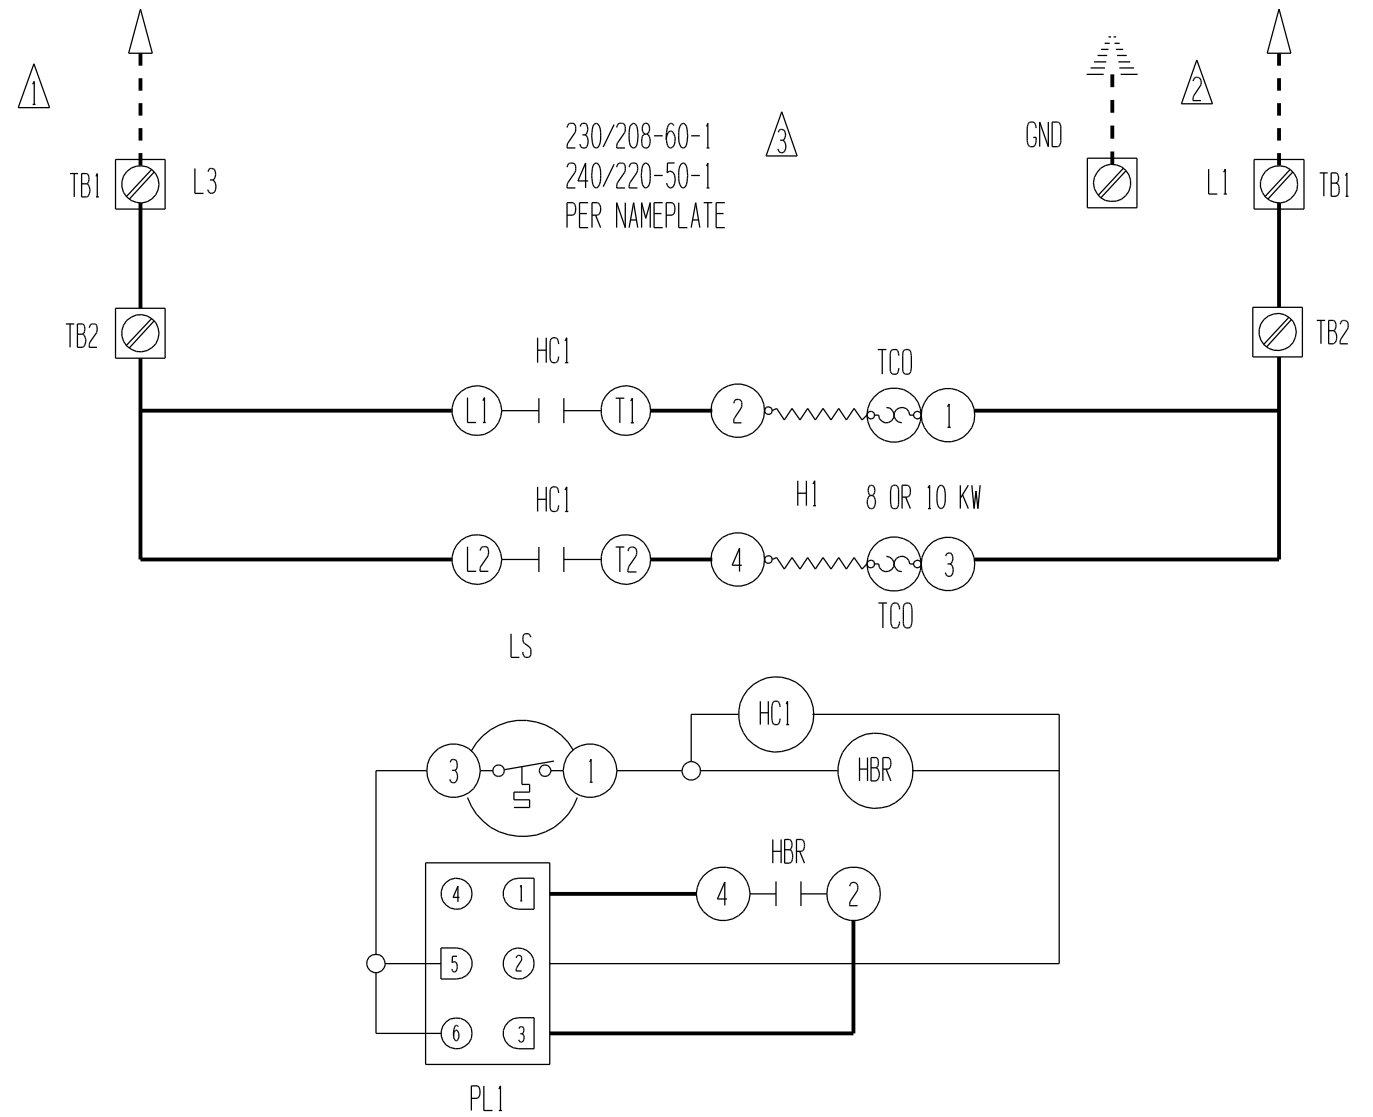 1
2
3
230/208-60-1
240/220-50-1
PER NAMEPLATE
GND
TB1
L3
L1
TB1
TB2
TB2
HC1
TCO
L1
T1
2
1
HC1
H1
8 OR 10 KW
L2
T2
4
3
TCO
LS
HC1
3
1
HBR
HBR
4
1
4
2
5
2
6
3
PL1